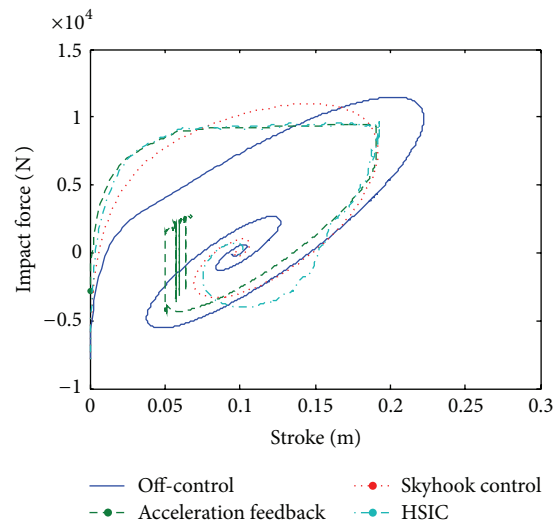 ×10⁴
1.5
1
0.5
0
−0.5
−1
0 0.05 0.1 0.15 0.2 0.25 0.3
Impact force (N)
Stroke (m)
Off-control
Acceleration feedback
Skyhook control
HSIC